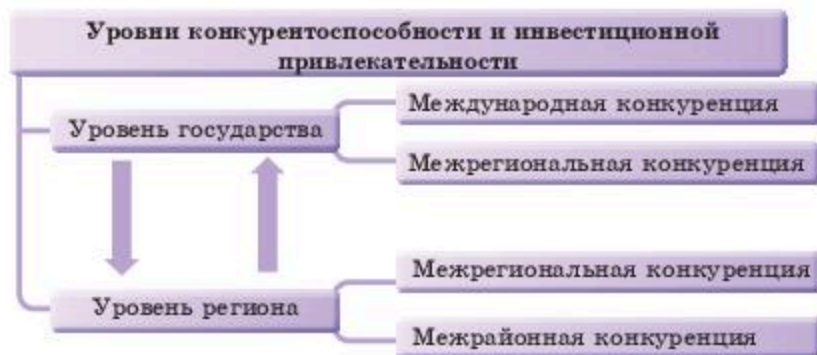 Уровни конкурентоспособности и инвестиционной
привлекательности
Уровень государства
Международная конкуренция
Межрегиональная конкуренция
Уровень региона
Межрегиональная конкуренция
Межрайонная конкуренция